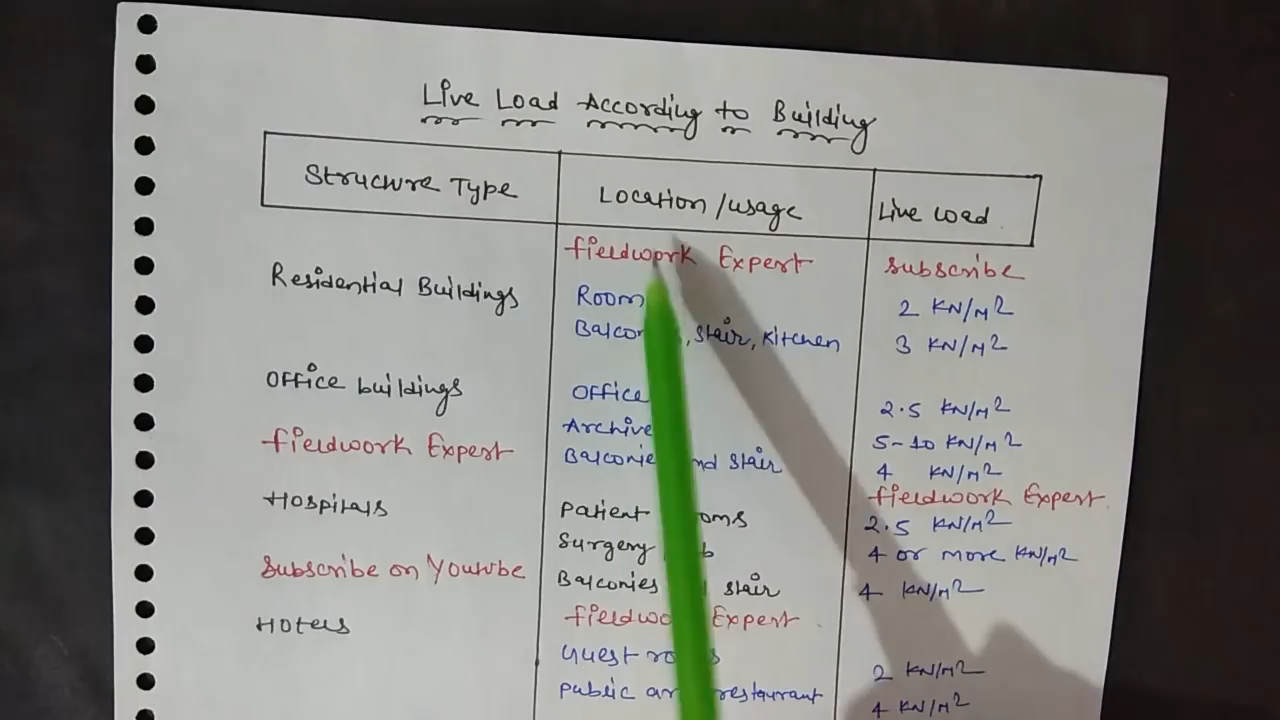 Live Load According to Building
Structure Type Location/usage Live load
fieldwork Expert subscribe
Residential Buildings Room 2 KN/M²
Stair, Kitchen 3 KN/M²
Office buildings Office 2.5 KN/M²
fieldwork Expert Archive 5-10 KN/M²
stair 4 KN/M²
fieldwork Expert
Hospitals Patient 2.5 KN/M²
Surgery 4 or more KN/M²
Subscribe on Youtube Balconies stair 4 KN/M²
Hotels Expert
Guest 2 KN/M²
Public restaurant 4 KN/M²